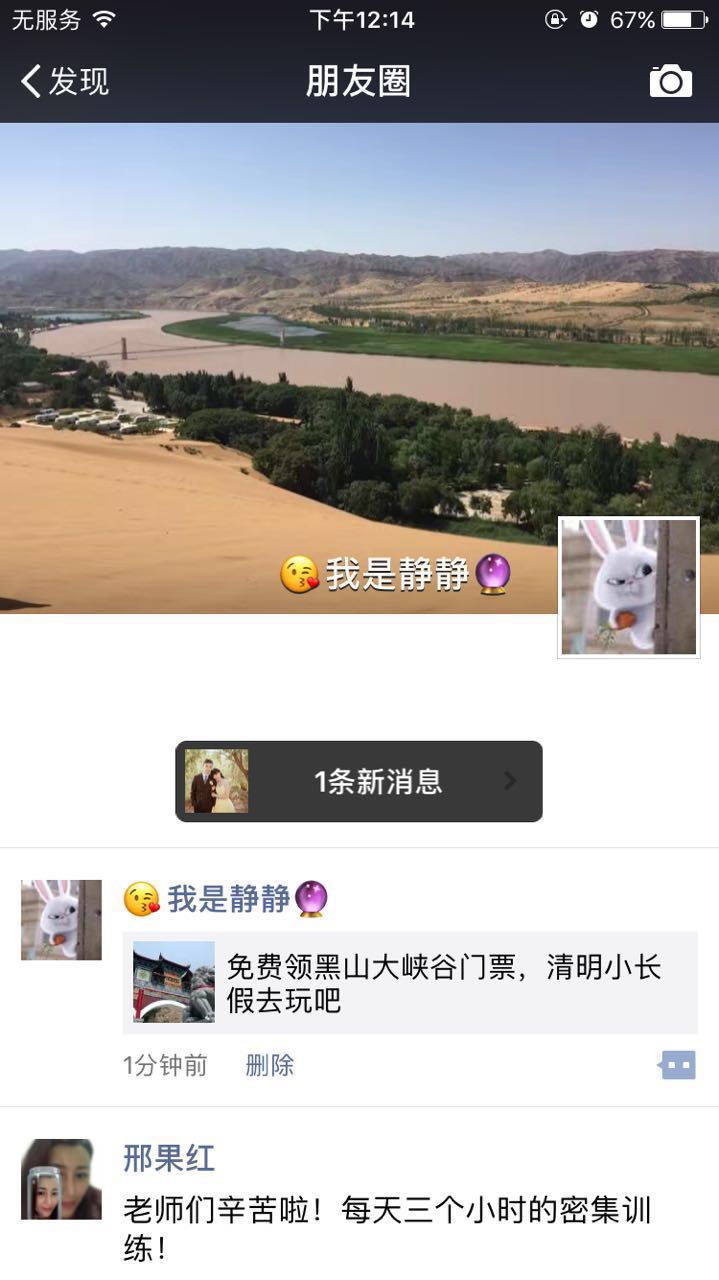 无服务 下午12:14 67%
发现 朋友圈
😘我是静静🔮
1条新消息
😘我是静静🔮
免费领黑山大峡谷门票，清明小长
假去玩吧
1分钟前 删除
邢果红
老师们辛苦啦！每天三个小时的密集训
练！